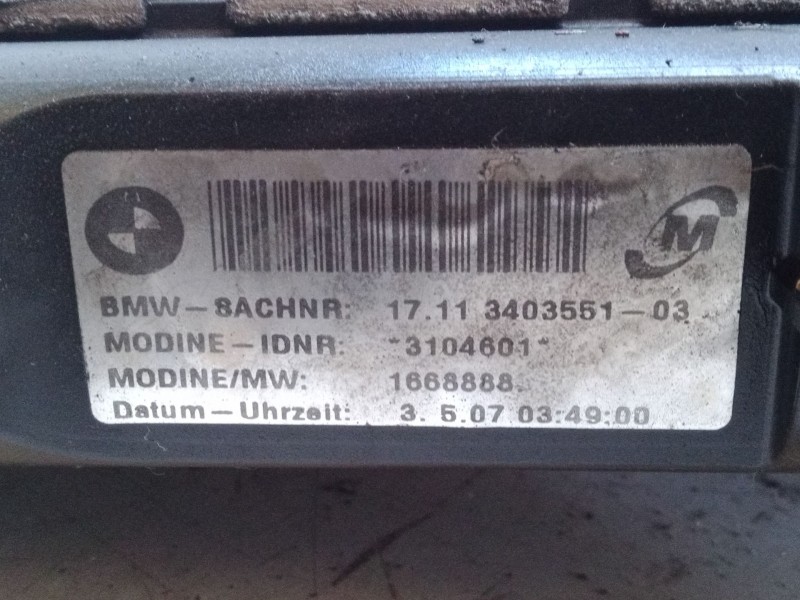 M
BMW-SACHNR: 17.11 3403551-03
MODINE-IDNR: *3104601*
MODINE/MW: 1668888
Datum-Uhrzeit: 3. 5.07 03:49:00